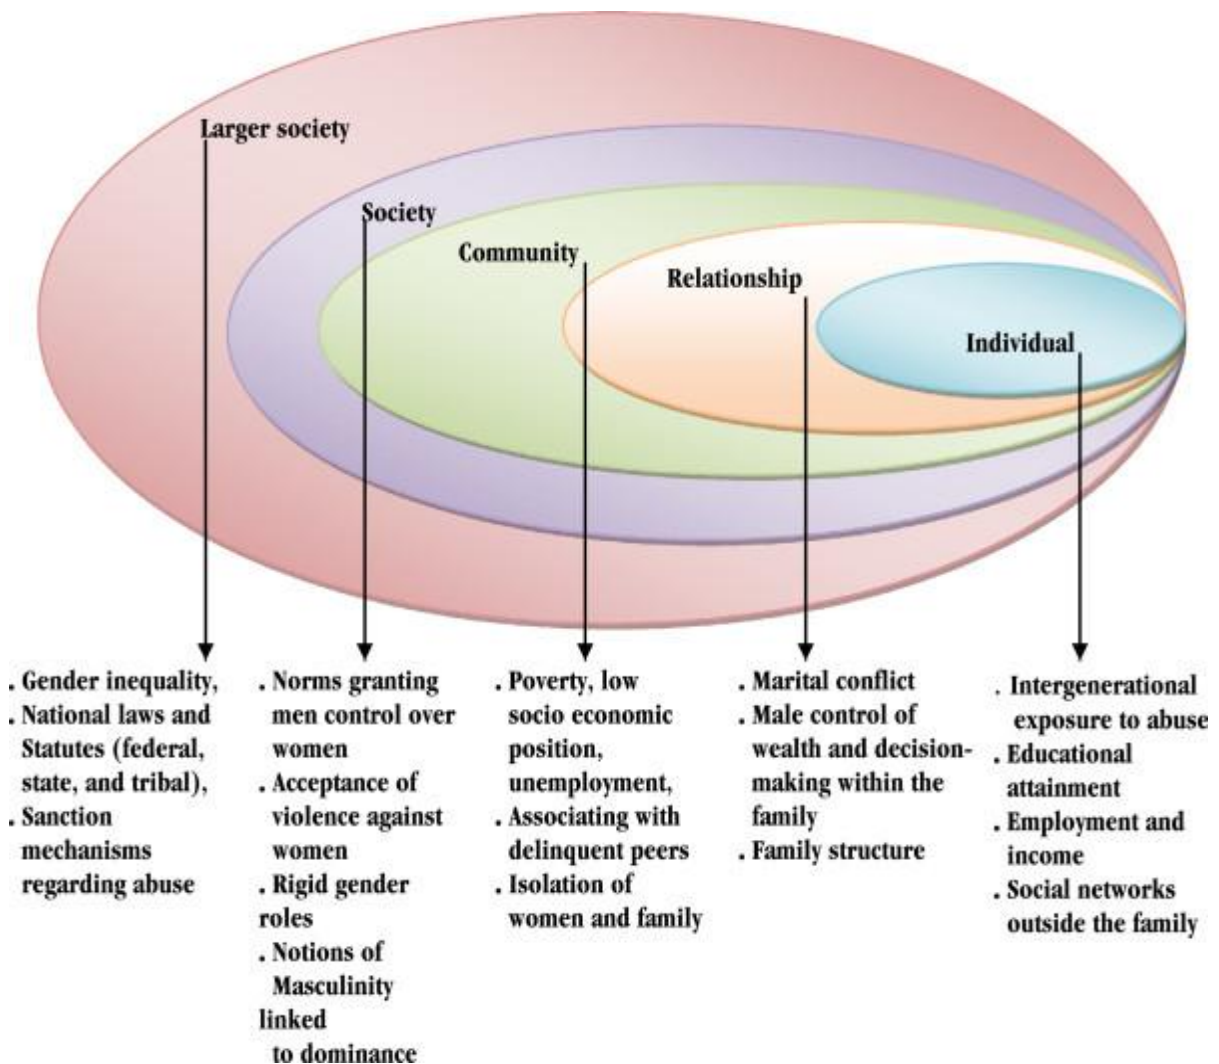 Larger society
Society
Community
Relationship
Individual
. Gender inequality,
. National laws and
Statutes (federal,
state, and tribal),
. Sanction
mechanisms
regarding abuse
. Norms granting
men control over
women
. Acceptance of
violence against
women
. Rigid gender
roles
. Notions of
Masculinity
linked
to dominance
. Poverty, low
socio economic
position,
unemployment,
. Associating with
delinquent peers
. Isolation of
women and family
. Marital conflict
. Male control of
wealth and decision-
making within the
family
. Family structure
. Intergenerational
exposure to abuse
. Educational
attainment
. Employment and
income
. Social networks
outside the family